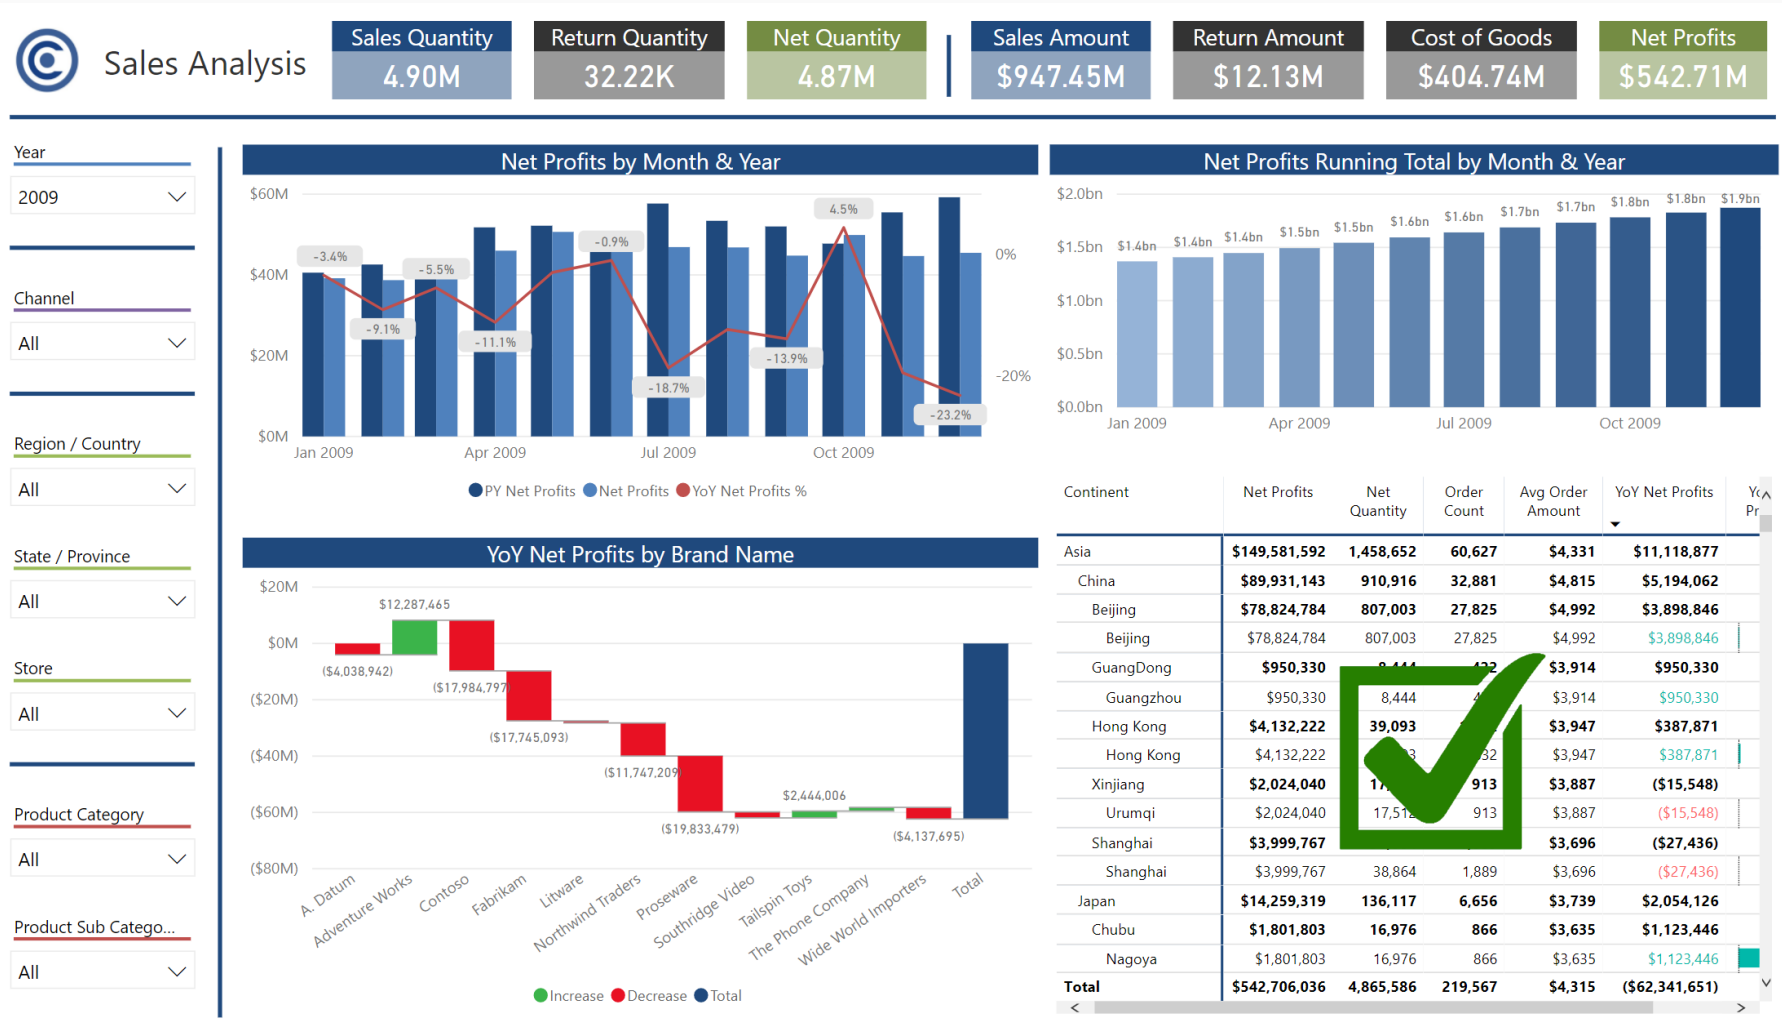 Sales Analysis
Sales Quantity
4.90M
Return Quantity
32.22K
Net Quantity
4.87M
Sales Amount
$947.45M
Return Amount
$12.13M
Cost of Goods
$404.74M
Net Profits
$542.71M
Year
2009
Channel
All
Region / Country
All
State / Province
All
Store
All
Product Category
All
Product Sub Catego...
All
Net Profits by Month & Year
$60M
$40M
$20M
$0M
0%
-20%
-3.4%
-9.1%
-5.5%
-11.1%
-0.9%
-18.7%
-13.9%
4.5%
-23.2%
Jan 2009 Apr 2009 Jul 2009 Oct 2009
PY Net Profits Net Profits YoY Net Profits %
YoY Net Profits by Brand Name
$20M
$0M
($20M)
($40M)
($60M)
($80M)
($4,038,942)
$12,287,465
($17,984,797)
($17,745,093)
($11,747,209)
($19,833,479)
$2,444,006
($4,137,695)
A. Datum
Adventure Works
Contoso
Fabrikam
Litware
Northwind Traders
Proseware
Southridge Video
Tailspin Toys
The Phone Company
Wide World Importers
Total
Increase Decrease Total
Net Profits Running Total by Month & Year
$2.0bn
$1.5bn
$1.0bn
$0.5bn
$0.0bn
$1.4bn $1.4bn $1.4bn $1.5bn $1.5bn $1.6bn $1.6bn $1.7bn $1.7bn $1.8bn $1.8bn $1.9bn
Jan 2009 Apr 2009 Jul 2009 Oct 2009
Continent Net Profits Net Quantity Order Count Avg Order Amount YoY Net Profits
Asia $149,581,592 1,458,652 60,627 $4,331 $11,118,877
China $89,931,143 910,916 32,881 $4,815 $5,194,062
Beijing $78,824,784 807,003 27,825 $4,992 $3,898,846
Beijing $78,824,784 807,003 27,825 $4,992 $3,898,846
GuangDong $950,330 $3,914 $950,330
Guangzhou $950,330 8,444 $3,914 $950,330
Hong Kong $4,132,222 39,093 $3,947 $387,871
Hong Kong $4,132,222 $3,947 $387,871
Xinjiang $2,024,040 913 $3,887 ($15,548)
Urumqi $2,024,040 17,512 913 $3,887 ($15,548)
Shanghai $3,999,767 $3,696 ($27,436)
Shanghai $3,999,767 38,864 1,889 $3,696 ($27,436)
Japan $14,259,319 136,117 6,656 $3,739 $2,054,126
Chubu $1,801,803 16,976 866 $3,635 $1,123,446
Nagoya $1,801,803 16,976 866 $3,635 $1,123,446
Total $542,706,036 4,865,586 219,567 $4,315 ($62,341,651)